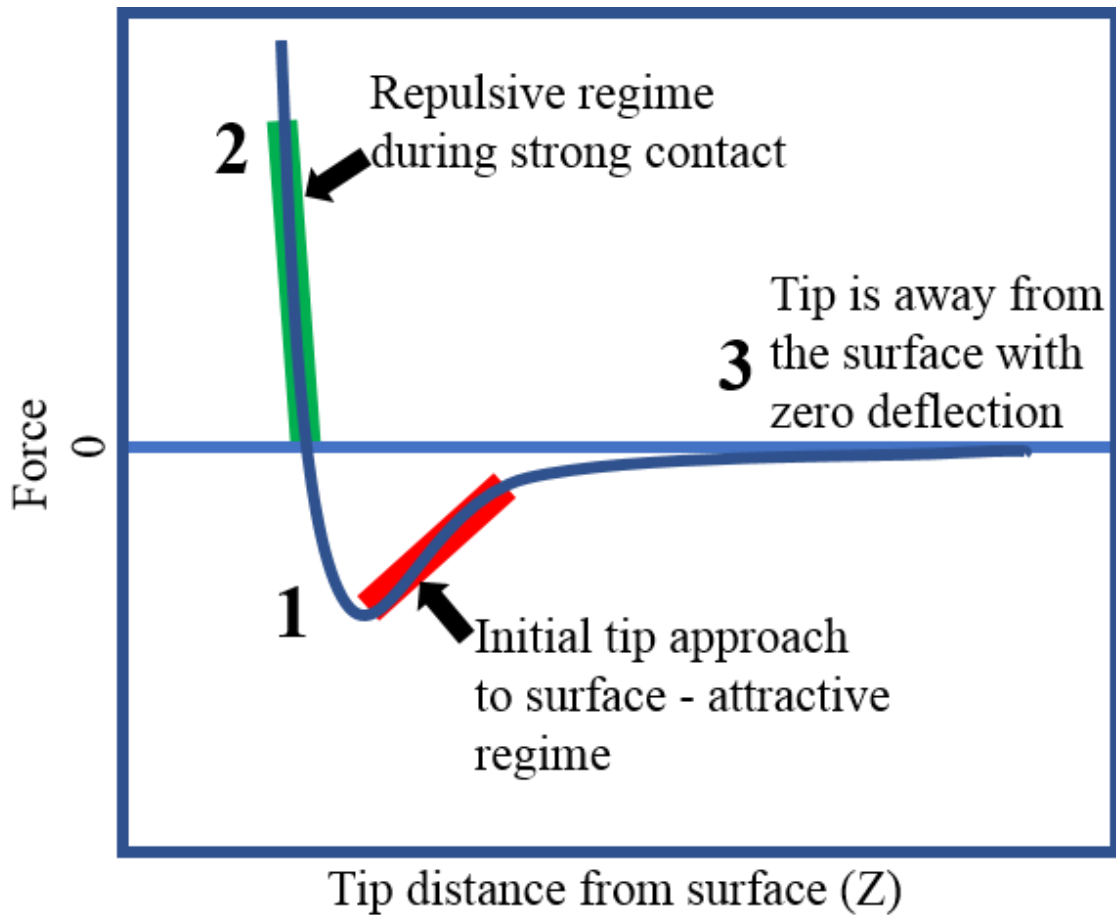 Repulsive regime
during strong contact
2
Tip is away from
the surface with
zero deflection
3
Force
0
1
Initial tip approach
to surface - attractive
regime
Tip distance from surface (Z)